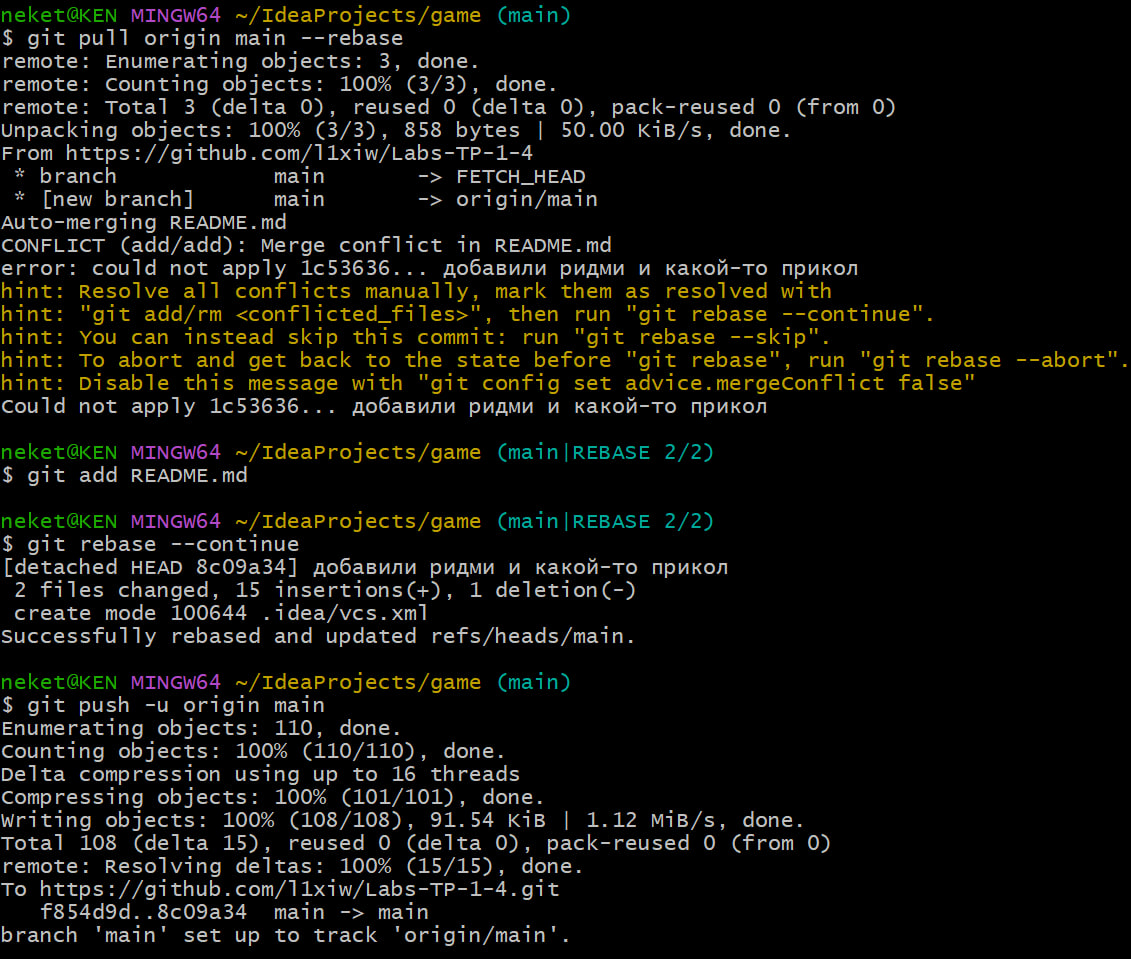 neket@KEN MINGW64 ~/IdeaProjects/game (main)
$ git pull origin main --rebase
remote: Enumerating objects: 3, done.
remote: Counting objects: 100% (3/3), done.
remote: Total 3 (delta 0), reused 0 (delta 0), pack-reused 0 (from 0)
Unpacking objects: 100% (3/3), 858 bytes | 50.00 KiB/s, done.
From https://github.com/l1xiw/Labs-TP-1-4
 * branch            main       -> FETCH_HEAD
 * [new branch]      main       -> origin/main
Auto-merging README.md
CONFLICT (add/add): Merge conflict in README.md
error: could not apply 1c53636... добавили ридми и какой-то прикол
hint: Resolve all conflicts manually, mark them as resolved with
hint: "git add/rm <conflicted_files>", then run "git rebase --continue".
hint: You can instead skip this commit: run "git rebase --skip".
hint: To abort and get back to the state before "git rebase", run "git rebase --abort".
hint: Disable this message with "git config set advice.mergeConflict false"
Could not apply 1c53636... добавили ридми и какой-то прикол

neket@KEN MINGW64 ~/IdeaProjects/game (main|REBASE 2/2)
$ git add README.md

neket@KEN MINGW64 ~/IdeaProjects/game (main|REBASE 2/2)
$ git rebase --continue
[detached HEAD 8c09a34] добавили ридми и какой-то прикол
 2 files changed, 15 insertions(+), 1 deletion(-)
 create mode 100644 .idea/vcs.xml
Successfully rebased and updated refs/heads/main.

neket@KEN MINGW64 ~/IdeaProjects/game (main)
$ git push -u origin main
Enumerating objects: 110, done.
Counting objects: 100% (110/110), done.
Delta compression using up to 16 threads
Compressing objects: 100% (101/101), done.
Writing objects: 100% (108/108), 91.54 KiB | 1.12 MiB/s, done.
Total 108 (delta 15), reused 0 (delta 0), pack-reused 0 (from 0)
remote: Resolving deltas: 100% (15/15), done.
To https://github.com/l1xiw/Labs-TP-1-4.git
   f854d9d..8c09a34  main -> main
branch 'main' set up to track 'origin/main'.